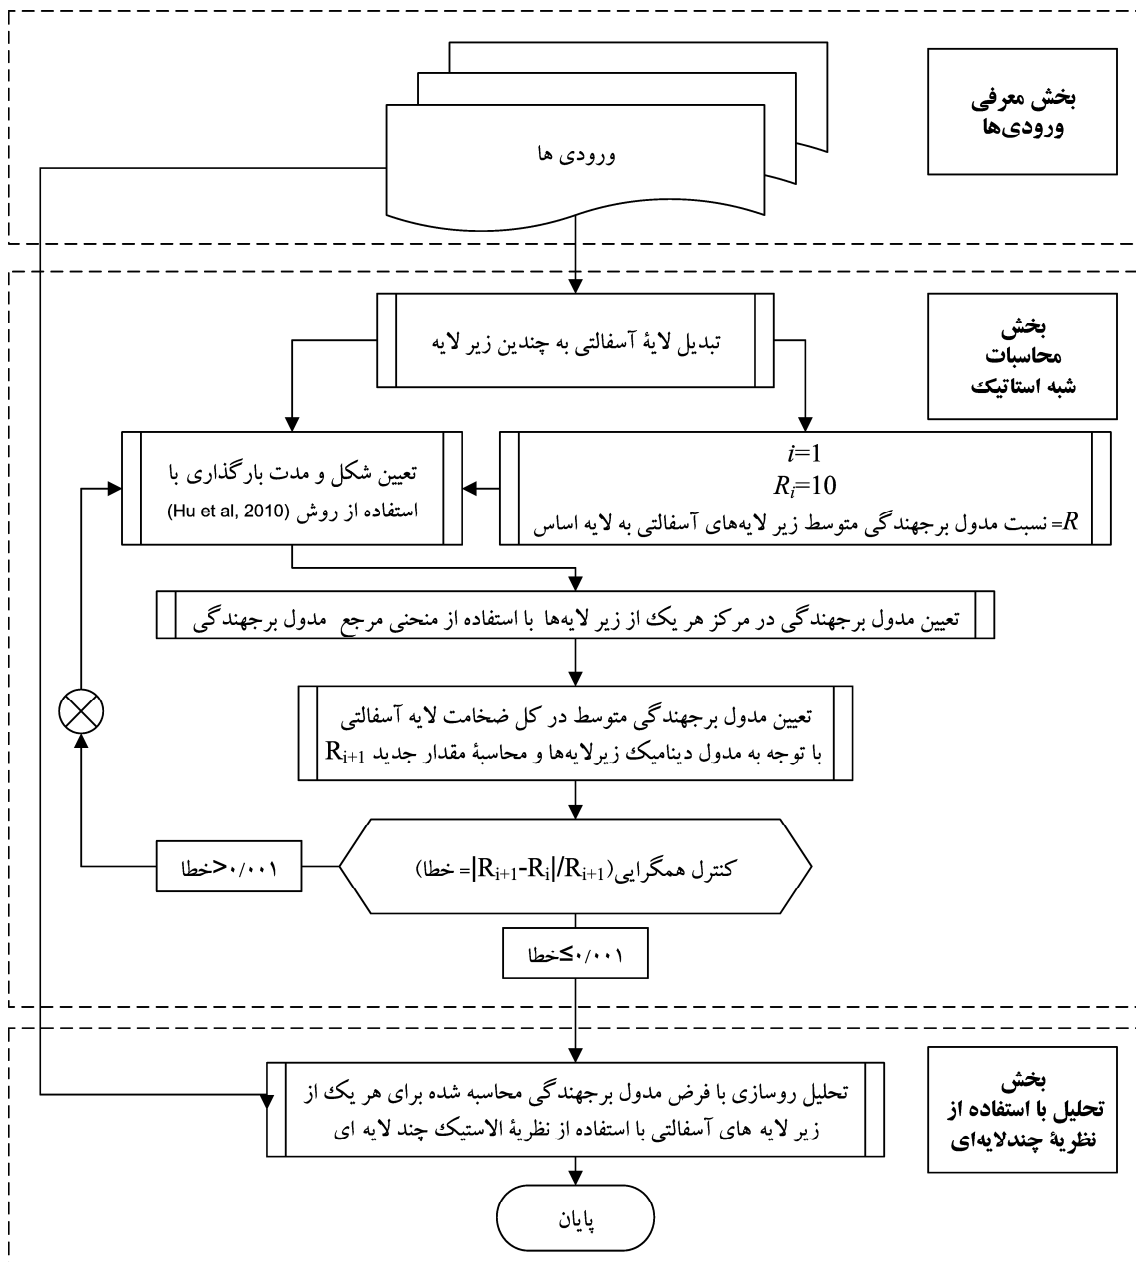 بخش معرفی
ورودی‌ها
ورودی ها
بخش
محاسبات
شبه استاتیک
تبدیل لایهٔ آسفالتی به چندین زیر لایه
i=1
Rᵢ=10
R= نسبت مدول برجهندگی متوسط زیر لایه‌های آسفالتی به لایه اساس
تعیین شکل و مدت بارگذاری با
استفاده از روش (Hu et al, 2010)
تعیین مدول برجهندگی در مرکز هر یک از زیر لایه‌ها با استفاده از منحنی مرجع مدول برجهندگی
تعیین مدول برجهندگی متوسط در کل ضخامت لایه آسفالتی
با توجه به مدول دینامیک زیرلایه‌ها و محاسبهٔ مقدار جدید Rᵢ₊₁
کنترل همگرایی(خطا =|Rᵢ₊₁-Rᵢ|/Rᵢ₊₁)
خطا>۰/۰۰۱
خطا≤۰/۰۰۱
بخش
تحلیل با استفاده از
نظریهٔ چندلایه‌ای
تحلیل روسازی با فرض مدول برجهندگی محاسبه شده برای هر یک از
زیر لایه های آسفالتی با استفاده از نظریهٔ الاستیک چند لایه ای
پایان